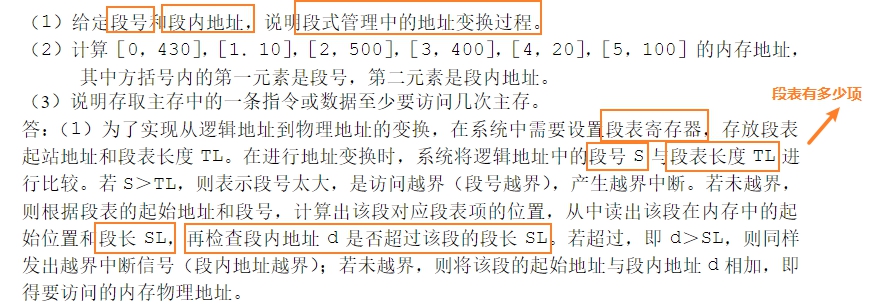 （1）给定段号和段内地址，说明段式管理中的地址变换过程。
（2）计算［0，430］，［1．10］，［2，500］，［3，400］，［4，20］，［5，100］的内存地址，
其中方括号内的第一元素是段号，第二元素是段内地址。
（3）说明存取主存中的一条指令或数据至少要访问几次主存。
段表有多少项
答：（1）为了实现从逻辑地址到物理地址的变换，在系统中需要设置段表寄存器，存放段表
起站地址和段表长度 TL。在进行地址变换时，系统将逻辑地址中的段号 S 与段表长度 TL 进
行比较。若 S＞TL，则表示段号太大，是访问越界（段号越界），产生越界中断。若未越界，
则根据段表的起始地址和段号，计算出该段对应段表项的位置，从中读出该段在内存中的起
始位置和段长 SL，再检查段内地址 d 是否超过该段的段长 SL。若超过，即 d＞SL，则同样
发出越界中断信号（段内地址越界）；若未越界，则将该段的起始地址与段内地址 d 相加，即
得要访问的内存物理地址。